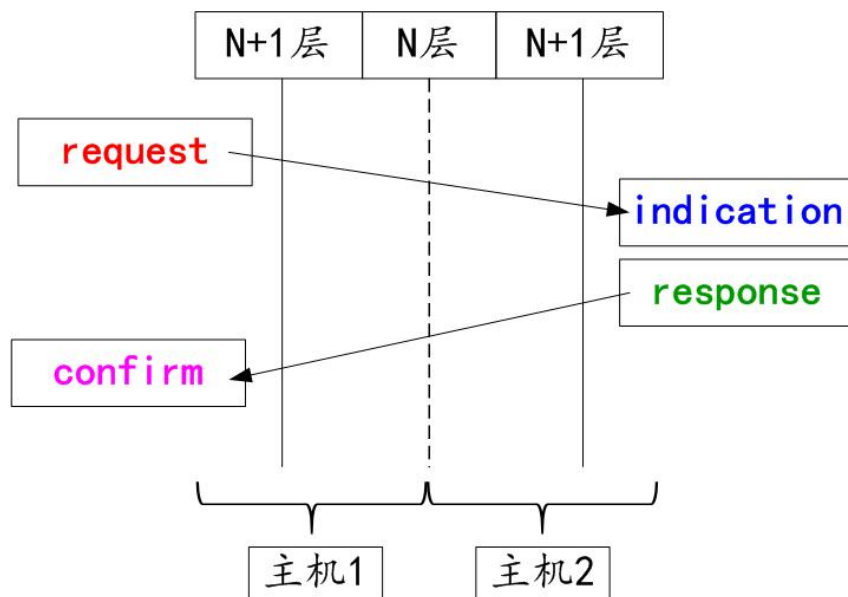 N+1层 N层 N+1层
request
indication
response
confirm
主机1 主机2